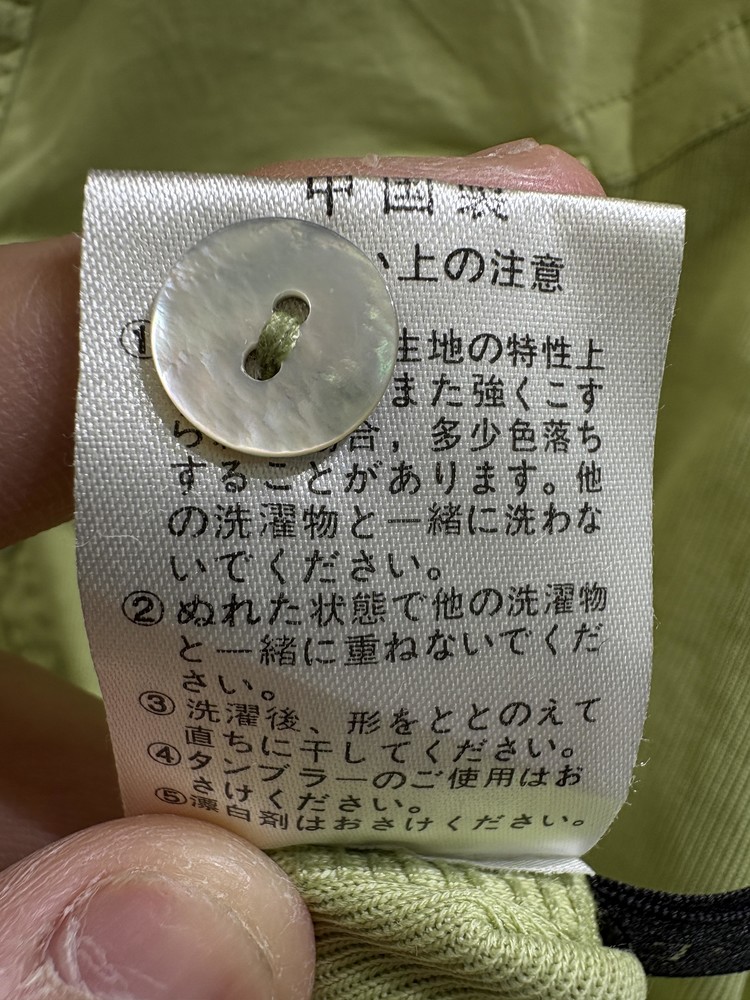 中国製
い上の注意
① 生地の特性上
また強くこす
ら 合，多少色落ち
することがあります。他
の洗濯物と一緒に洗わな
いでください。
② ぬれた状態で他の洗濯物
と一緒に重ねないでくだ
さい。
③ 洗濯後、形をととのえて
直ちに干してください。
④ タンブラーのご使用はお
さけください。
⑤ 漂白剤はおさけください。